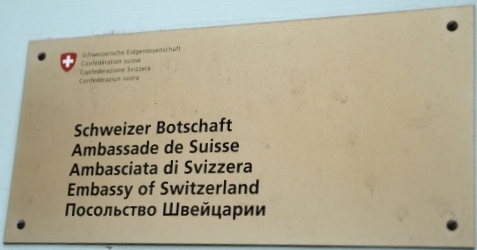 Schweizerische Eidgenossenschaft
Confédération suisse
Confederazione Svizzera
Confederaziun svizra
Schweizer Botschaft
Ambassade de Suisse
Ambasciata di Svizzera
Embassy of Switzerland
Посольство Швейцарии